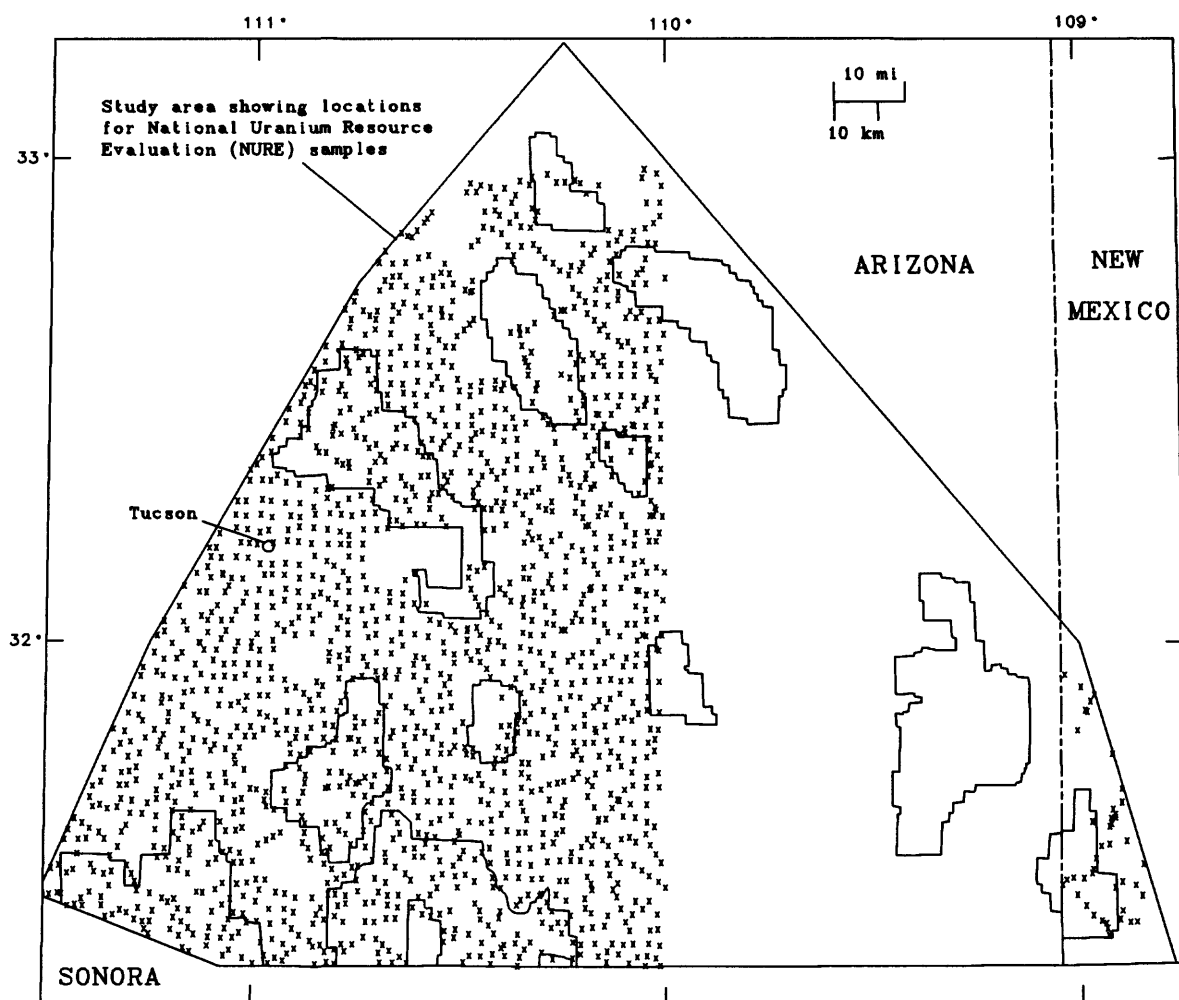 111°
110°
109°
10 mi
10 km
Study area showing locations
for National Uranium Resource
Evaluation (NURE) samples
33°
ARIZONA
NEW
MEXICO
Tucson
32°
SONORA